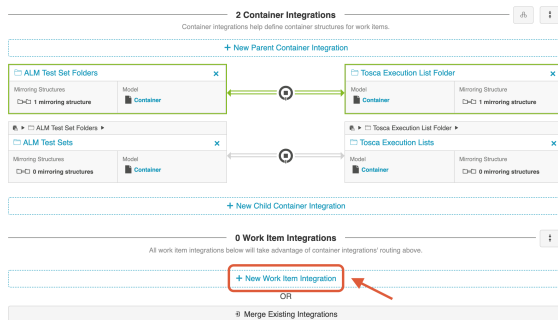 2 Container Integrations
Container integrations help define container structures for work items.
+ New Parent Container Integration
ALM Test Set Folders ×
Mirroring Structures Model
1 mirroring structure Container
Tosca Execution List Folder ×
Model Mirroring Structures
Container 1 mirroring structure
ALM Test Set Folders
ALM Test Sets ×
Mirroring Structures Model
0 mirroring structures Container
Tosca Execution List Folder
Tosca Execution Lists ×
Model Mirroring Structures
Container 0 mirroring structures
+ New Child Container Integration
0 Work Item Integrations
All work item integrations below will take advantage of container integrations' routing above.
+ New Work Item Integration
OR
Merge Existing Integrations